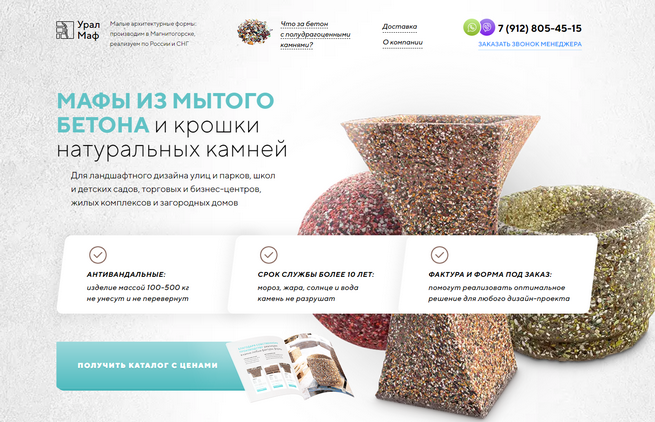 Урал
Маф
Малые архитектурные формы:
производим в Магнитогорске,
реализуем по России и СНГ
Что за бетон
с полудрагоценными
камнями?
Доставка
О компании
7 (912) 805-45-15
ЗАКАЗАТЬ ЗВОНОК МЕНЕДЖЕРА
МАФЫ ИЗ МЫТОГО
БЕТОНА и крошки
натуральных камней
Для ландшафтного дизайна улиц и парков, школ
и детских садов, торговых и бизнес-центров,
жилых комплексов и загородных домов
АНТИВАНДАЛЬНЫЕ:
изделие массой 100-500 кг
не унесут и не перевернут
СРОК СЛУЖБЫ БОЛЕЕ 10 ЛЕТ:
мороз, жара, солнце и вода
камень не разрушат
ФАКТУРА И ФОРМА ПОД ЗАКАЗ:
помогут реализовать оптимальное
решение для любого дизайн-проекта
ПОЛУЧИТЬ КАТАЛОГ С ЦЕНАМИ